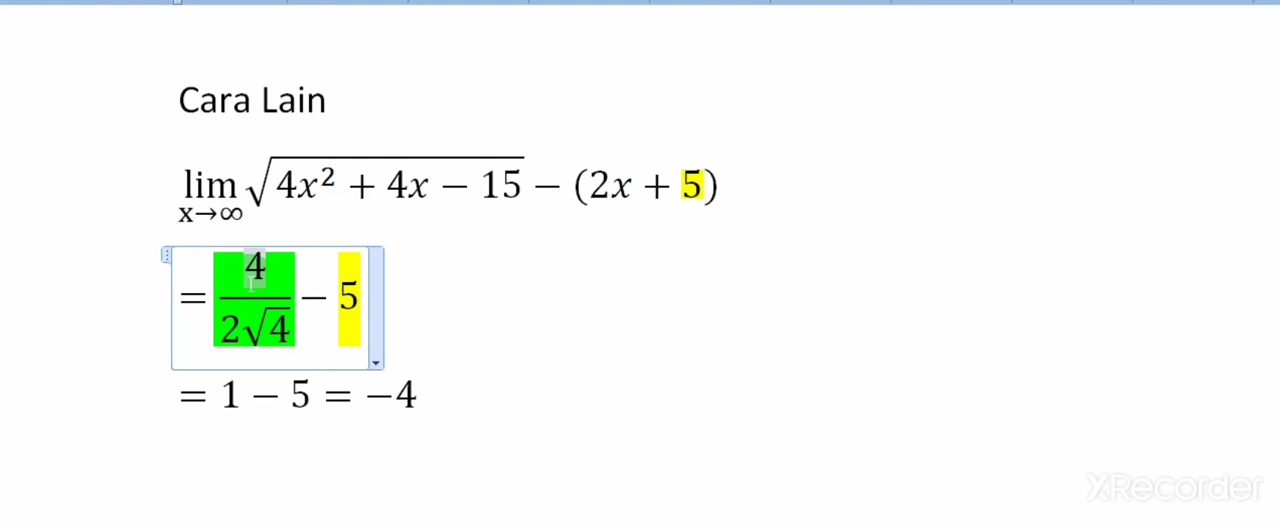 Cara Lain
lim x→∞ √(4x² + 4x − 15) − (2x + 5)
= 4/(2√4) − 5
= 1 − 5 = −4
XRecorder